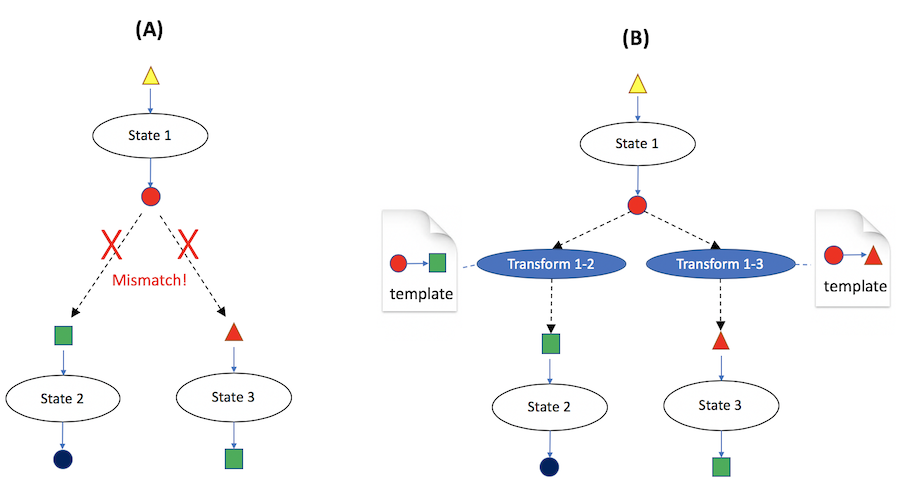 (A)
State 1
X X
Mismatch!
State 2
State 3
(B)
State 1
Transform 1-2
Transform 1-3
template
template
State 2
State 3